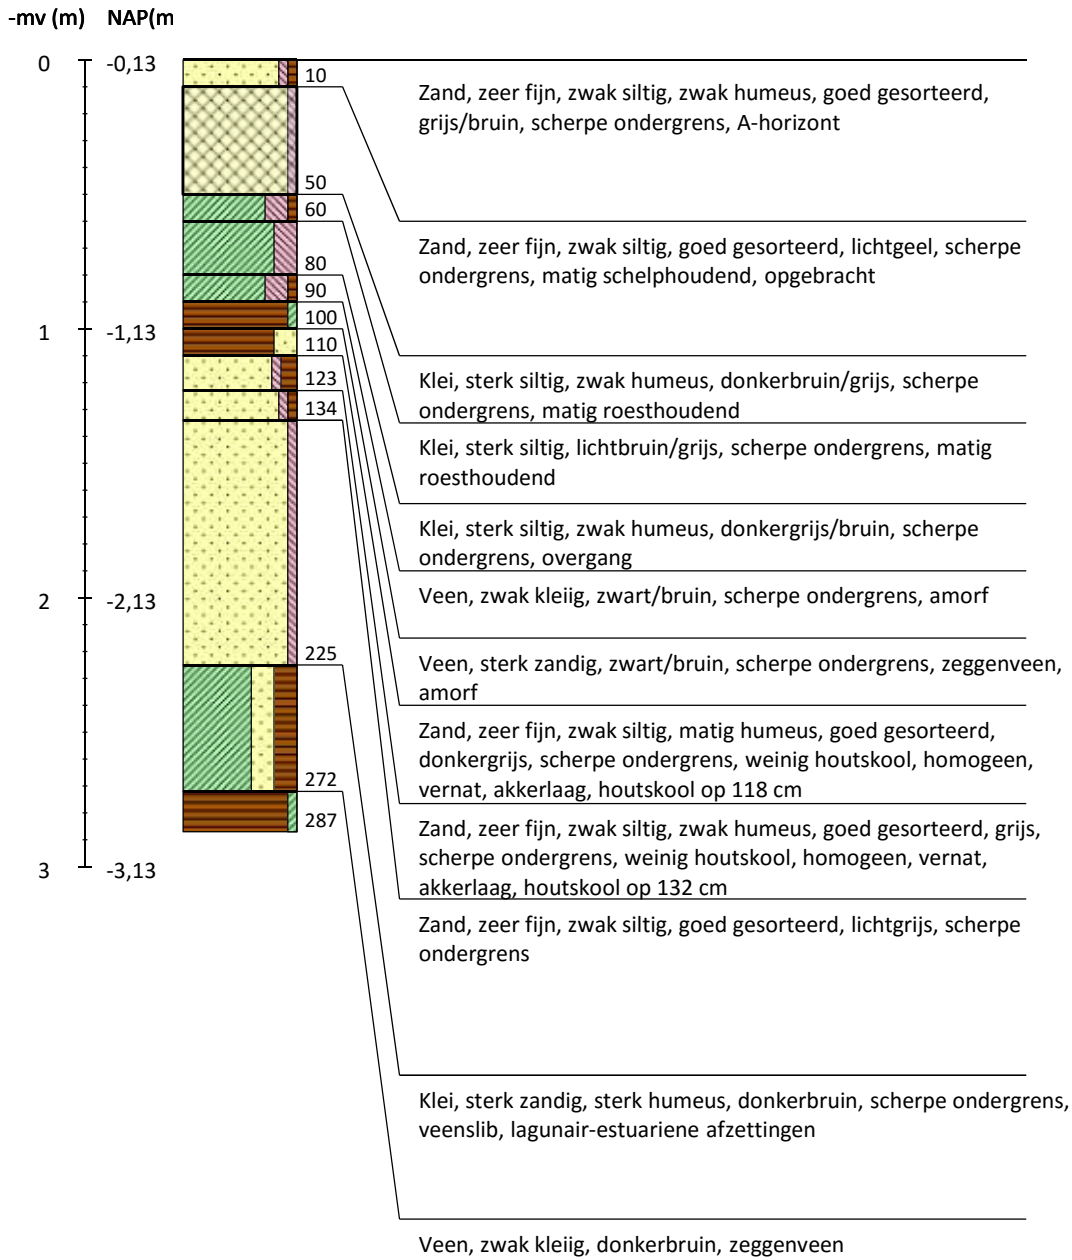 -mv (m) NAP(m
0 -0,13
10
Zand, zeer fijn, zwak siltig, zwak humeus, goed gesorteerd,
grijs/bruin, scherpe ondergrens, A-horizont
50
60
Zand, zeer fijn, zwak siltig, goed gesorteerd, lichtgeel, scherpe
ondergrens, matig schelphoudend, opgebracht
80
90
100
1 -1,13
110
Klei, sterk siltig, zwak humeus, donkerbruin/grijs, scherpe
ondergrens, matig roesthoudend
123
134
Klei, sterk siltig, lichtbruin/grijs, scherpe ondergrens, matig
roesthoudend
Klei, sterk siltig, zwak humeus, donkergrijs/bruin, scherpe
ondergrens, overgang
Veen, zwak kleiig, zwart/bruin, scherpe ondergrens, amorf
2 -2,13
225
Veen, sterk zandig, zwart/bruin, scherpe ondergrens, zeggenveen,
amorf
Zand, zeer fijn, zwak siltig, matig humeus, goed gesorteerd,
donkergrijs, scherpe ondergrens, weinig houtskool, homogeen,
vernat, akkerlaag, houtskool op 118 cm
272
287
Zand, zeer fijn, zwak siltig, zwak humeus, goed gesorteerd, grijs,
scherpe ondergrens, weinig houtskool, homogeen, vernat,
akkerlaag, houtskool op 132 cm
3 -3,13
Zand, zeer fijn, zwak siltig, goed gesorteerd, lichtgrijs, scherpe
ondergrens
Klei, sterk zandig, sterk humeus, donkerbruin, scherpe ondergrens,
veenslib, lagunair-estuariene afzettingen
Veen, zwak kleiig, donkerbruin, zeggenveen